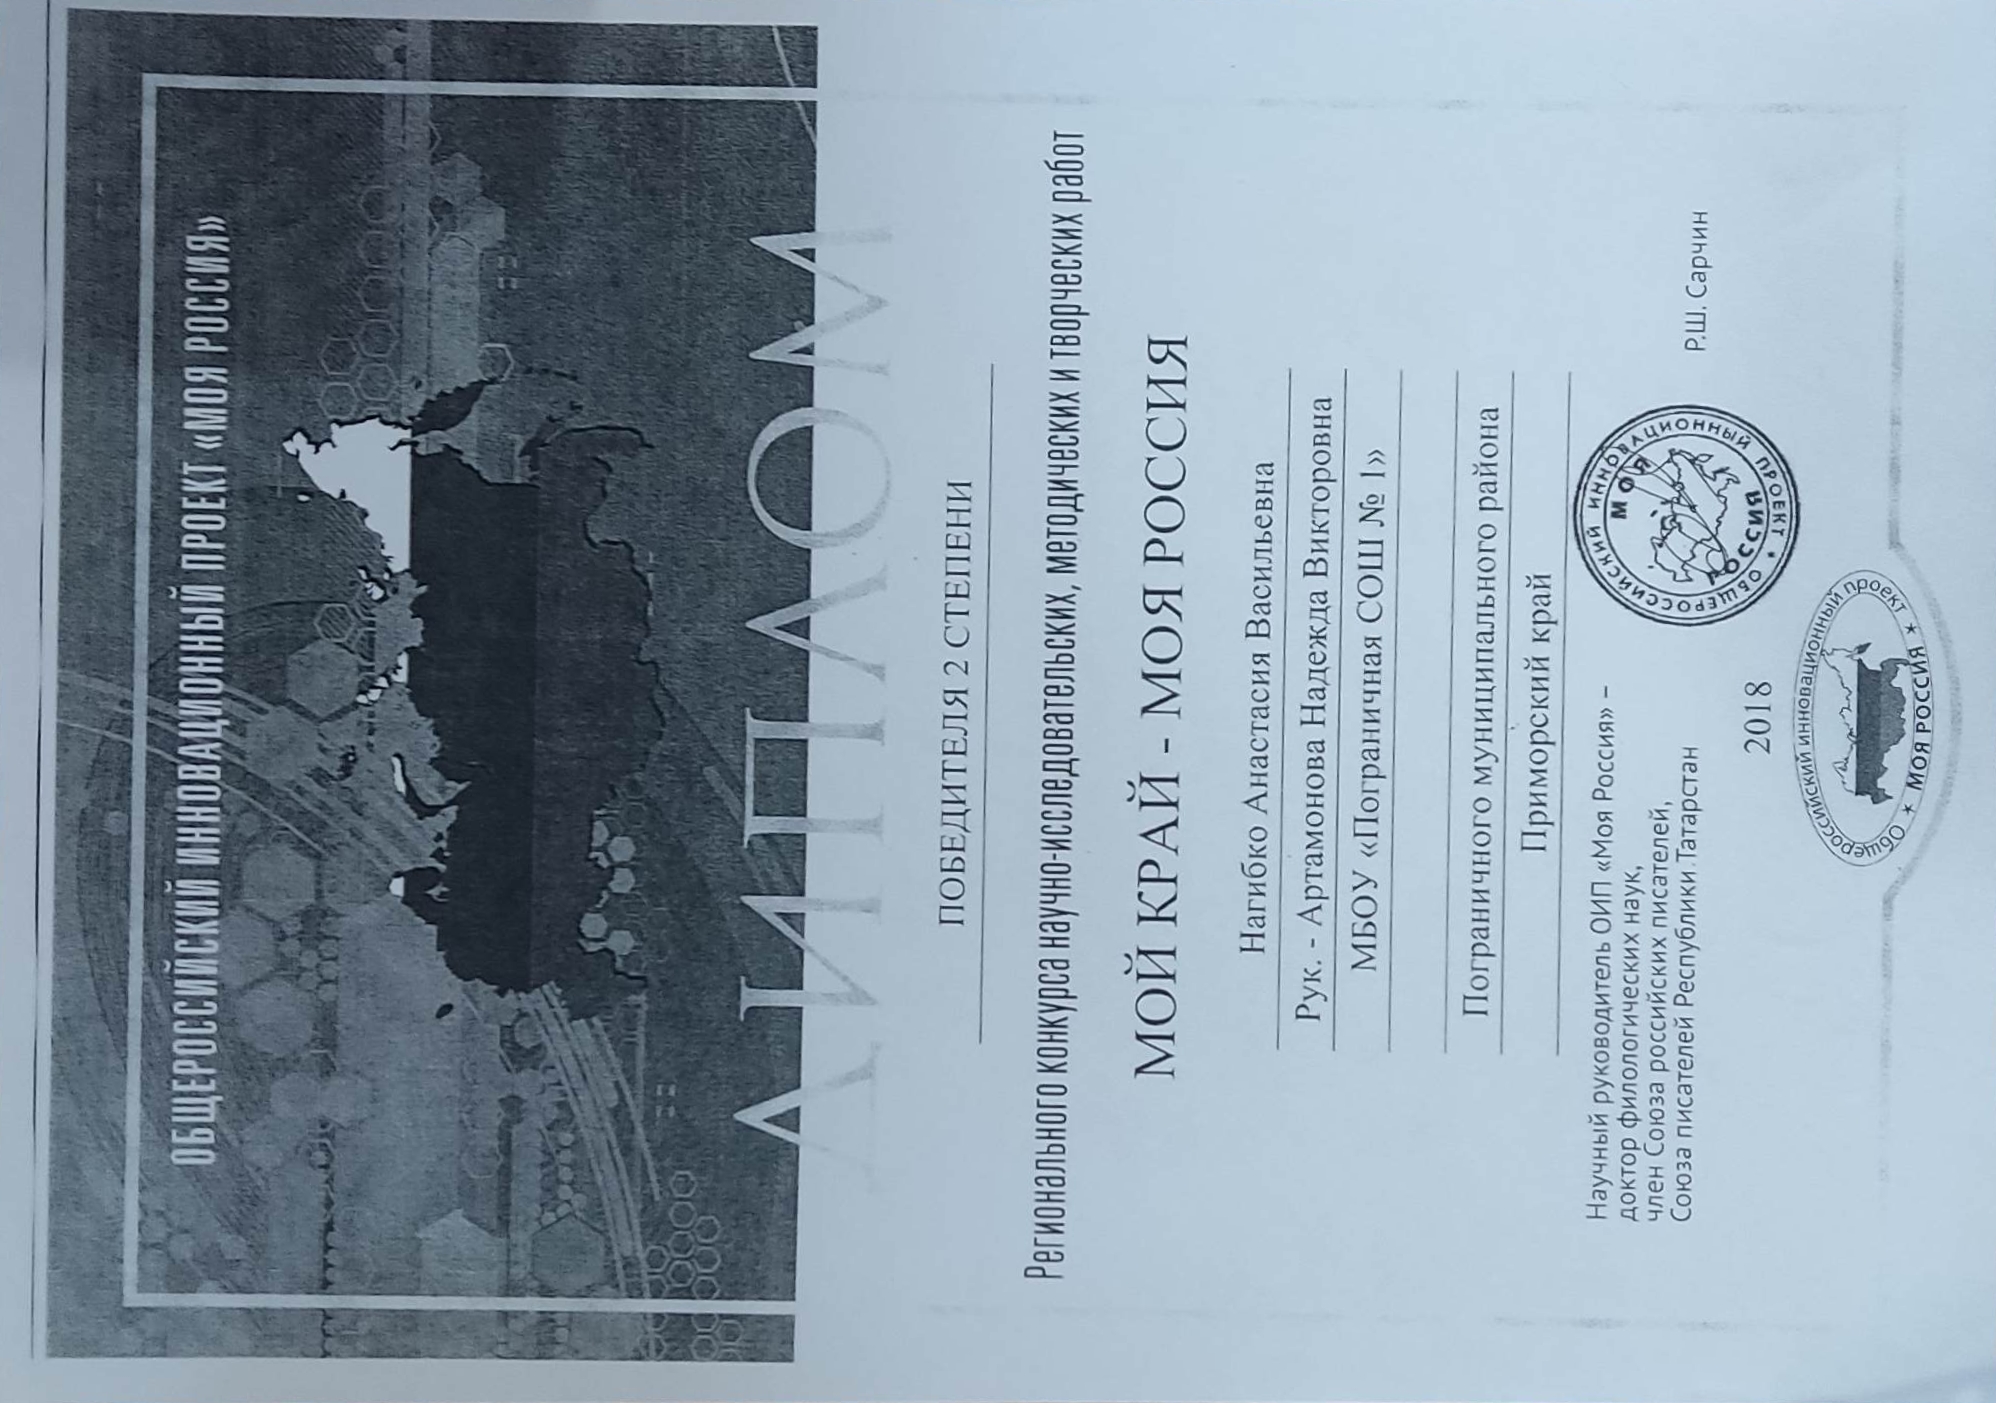 ОБЩЕРОССИЙСКИЙ ИННОВАЦИОННЫЙ ПРОЕКТ «МОЯ РОССИЯ»
ДИПЛОМ
ПОБЕДИТЕЛЯ 2 СТЕПЕНИ
Регионального конкурса научно-исследовательских, методических и творческих работ
МОЙ КРАЙ - МОЯ РОССИЯ
Нагибко Анастасия Васильевна
Рук. - Артамонова Надежда Викторовна
МБОУ «Пограничная СОШ № 1»
Пограничного муниципального района
Приморский край
Научный руководитель ОИП «Моя Россия» –
доктор филологических наук,
член Союза российских писателей,
Союза писателей Республики Татарстан
ОБЩЕРОССИЙСКИЙ ИННОВАЦИОННЫЙ ПРОЕКТ
МОЯ
РОССИЯ
Р.Ш. Сарчин
2018
Общероссийский инновационный проект
МОЯ РОССИЯ